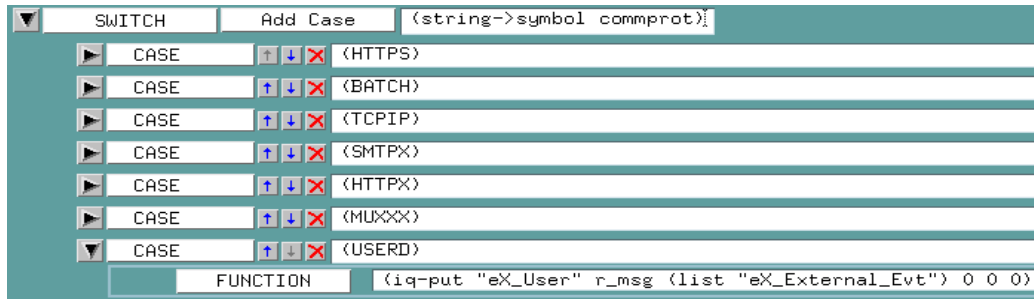 SWITCH Add Case (string->symbol commprot)
CASE (HTTPS)
CASE (BATCH)
CASE (TCPIP)
CASE (SMTPX)
CASE (HTTPX)
CASE (MUXXX)
CASE (USERD)
FUNCTION (iq-put "eX_User" r_msg (list "eX_External_Evt") 0 0 0)